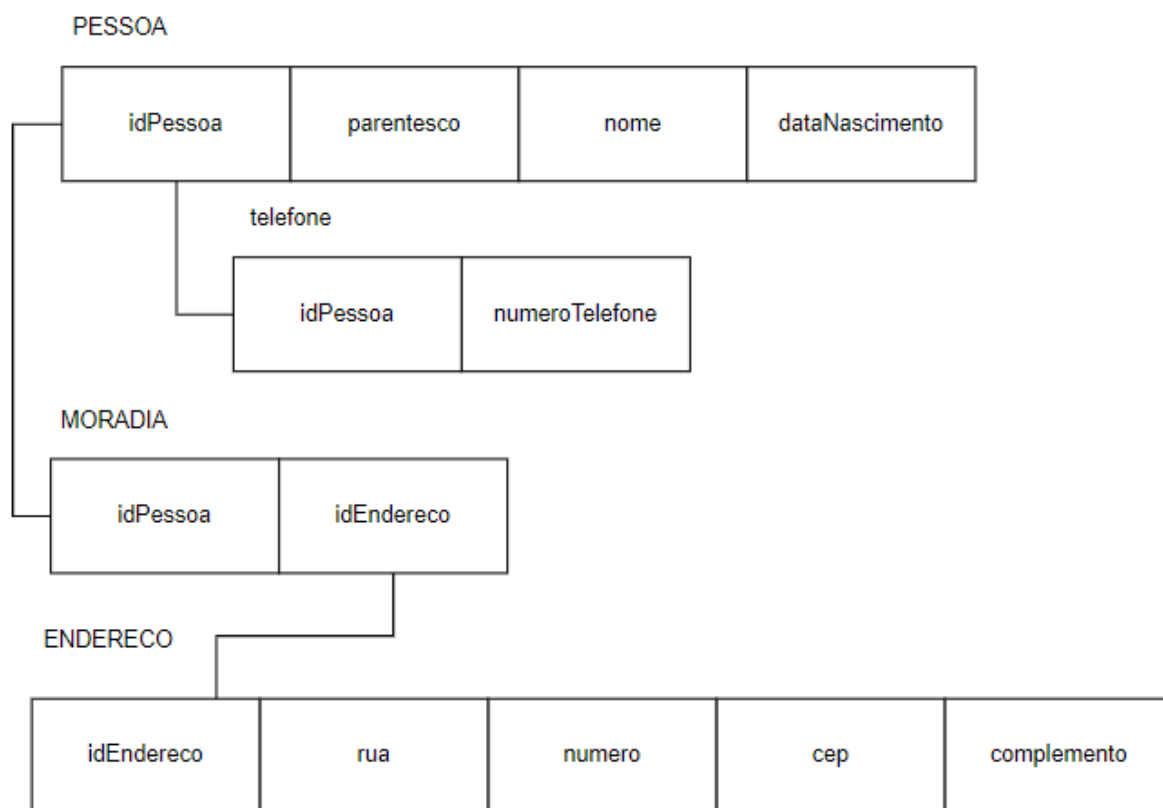 PESSOA
idPessoa parentesco nome dataNascimento
telefone
idPessoa numeroTelefone
MORADIA
idPessoa idEndereco
ENDERECO
idEndereco rua numero cep complemento